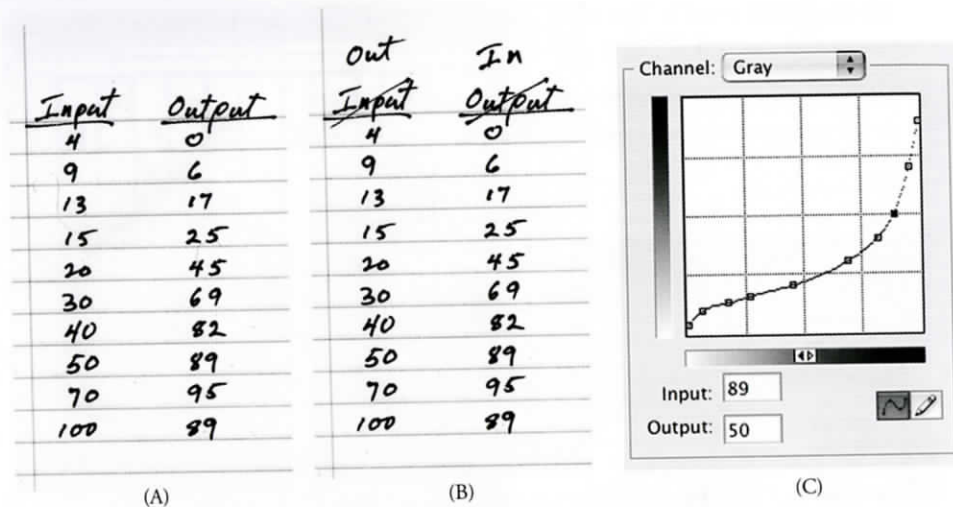 Input Output
4 0
9 6
13 17
15 25
20 45
30 69
40 82
50 89
70 95
100 89
(A)
Out In
Input Output
4 0
9 6
13 17
15 25
20 45
30 69
40 82
50 89
70 95
100 89
(B)
Channel: Gray
Input: 89
Output: 50
(C)